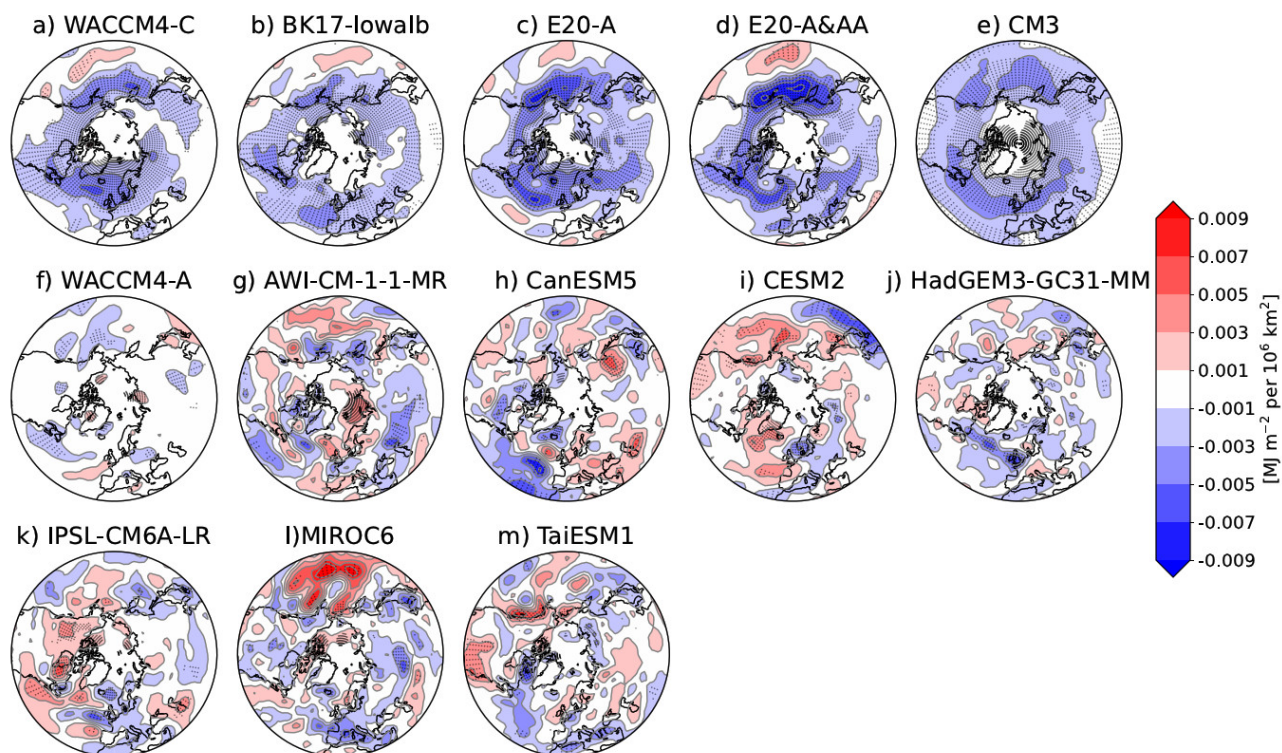 a) WACCM4-C
b) BK17-lowalb
c) E20-A
d) E20-A&AA
e) CM3
f) WACCM4-A
g) AWI-CM-1-1-MR
h) CanESM5
i) CESM2
j) HadGEM3-GC31-MM
k) IPSL-CM6A-LR
l)MIROC6
m) TaiESM1
0.009
0.007
0.005
0.003
0.001
-0.001
-0.003
-0.005
-0.007
-0.009
[MJ m⁻² per 10⁶ km²]